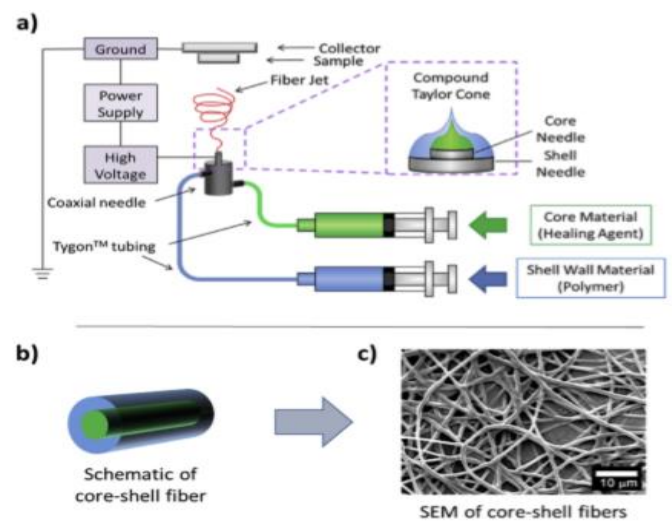 a)
Ground
Collector
Sample
Fiber Jet
Power
Supply
High
Voltage
Coaxial needle
Tygon™ tubing
Compound
Taylor Cone
Core
Needle
Shell
Needle
Core Material
(Healing Agent)
Shell Wall Material
(Polymer)
b)
Schematic of
core-shell fiber
c)
10 µm
SEM of core-shell fibers